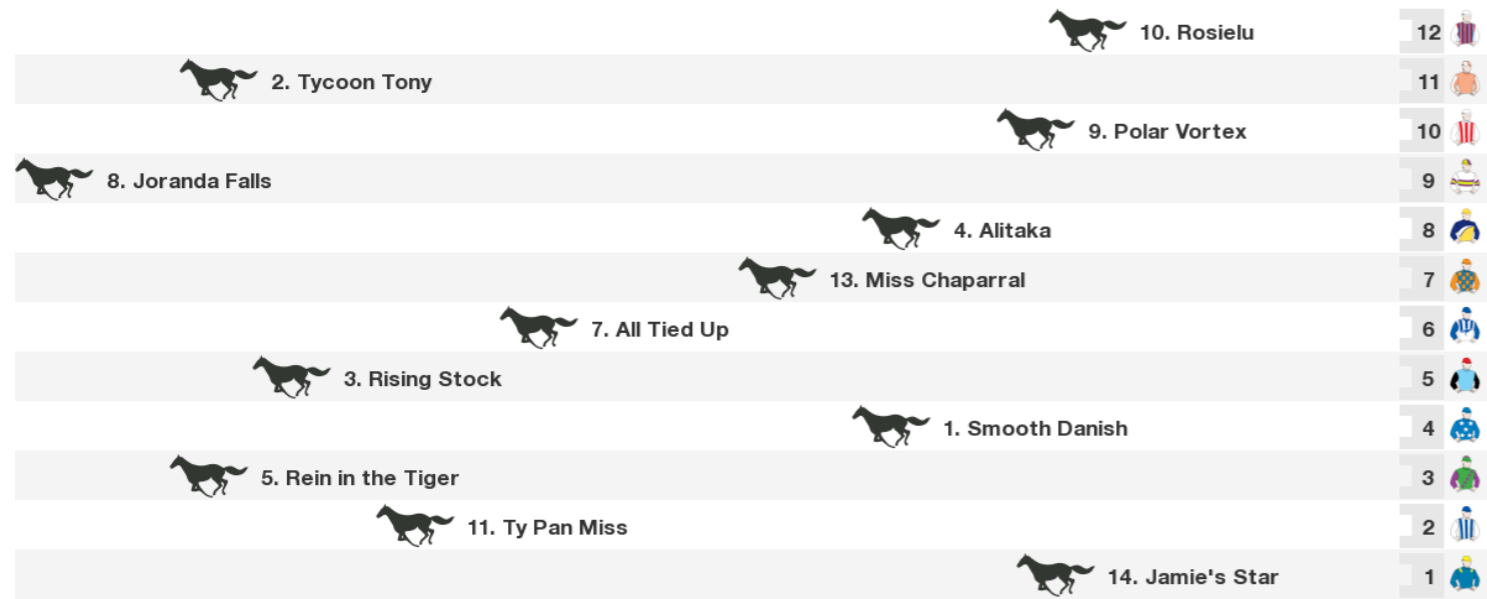 10. Rosielu 12
2. Tycoon Tony 11
9. Polar Vortex 10
8. Joranda Falls 9
4. Alitaka 8
13. Miss Chaparral 7
7. All Tied Up 6
3. Rising Stock 5
1. Smooth Danish 4
5. Rein in the Tiger 3
11. Ty Pan Miss 2
14. Jamie's Star 1